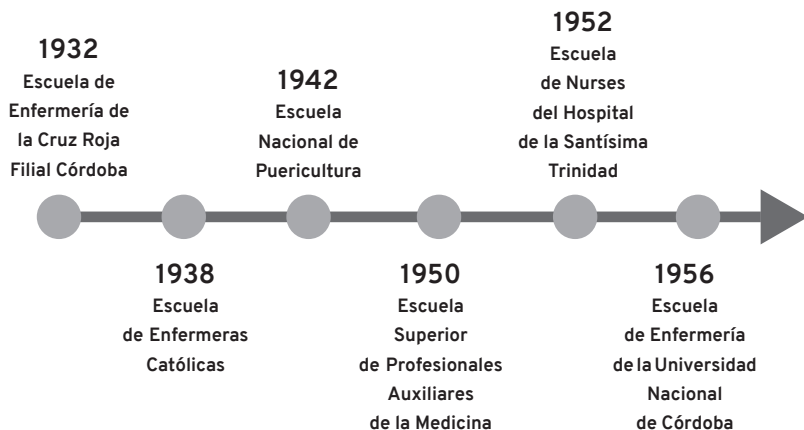 1932
Escuela de
Enfermería de
la Cruz Roja
Filial Córdoba
1938
Escuela
de Enfermeras
Católicas
1942
Escuela
Nacional de
Puericultura
1950
Escuela
Superior
de Profesionales
Auxiliares
de la Medicina
1952
Escuela
de Nurses
del Hospital
de la Santísima
Trinidad
1956
Escuela
de Enfermería
de la Universidad
Nacional
de Córdoba